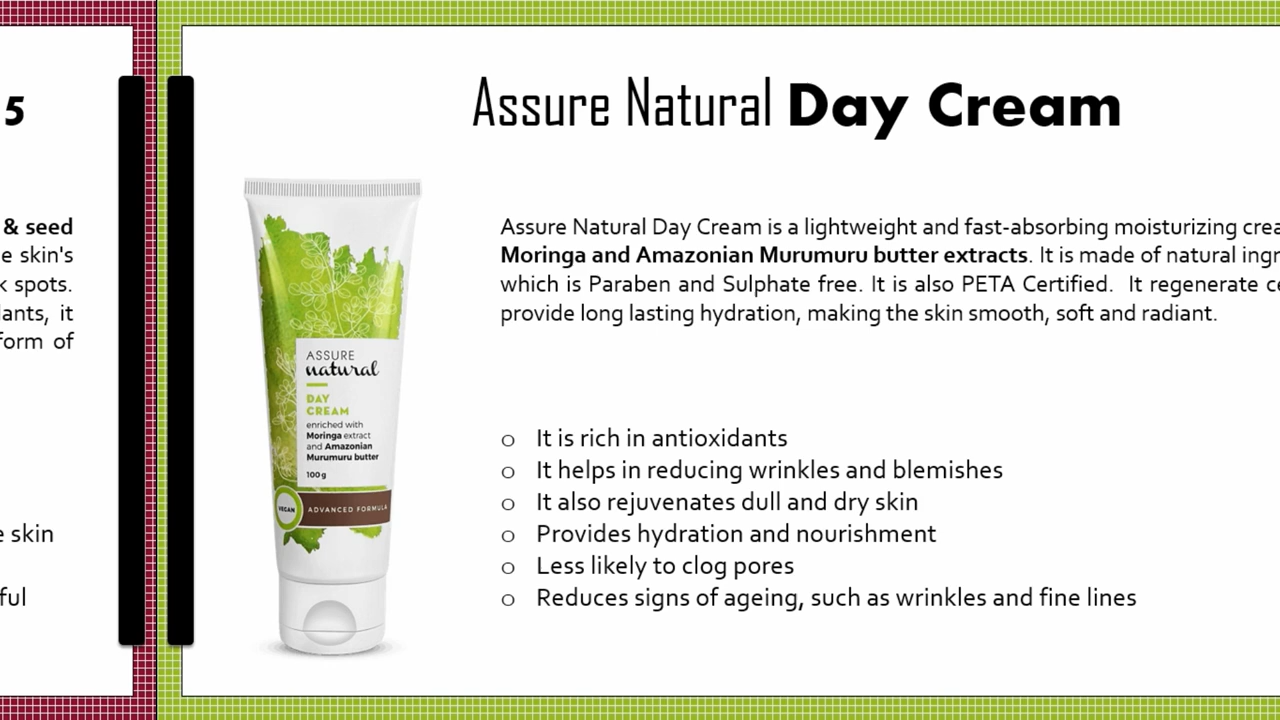 5
& seed
e skin's
k spots.
lants, it
form of
e skin
ful
Assure Natural Day Cream
Assure Natural Day Cream is a lightweight and fast-absorbing moisturizing crea
Moringa and Amazonian Murumuru butter extracts. It is made of natural ingr
which is Paraben and Sulphate free. It is also PETA Certified. It regenerate ce
provide long lasting hydration, making the skin smooth, soft and radiant.
o It is rich in antioxidants
o It helps in reducing wrinkles and blemishes
o It also rejuvenates dull and dry skin
o Provides hydration and nourishment
o Less likely to clog pores
o Reduces signs of ageing, such as wrinkles and fine lines
ASSURE
natural
DAY
CREAM
enriched with
Moringa extract
and Amazonian
Murumuru butter
100g
VEGAN
ADVANCED FORMULA